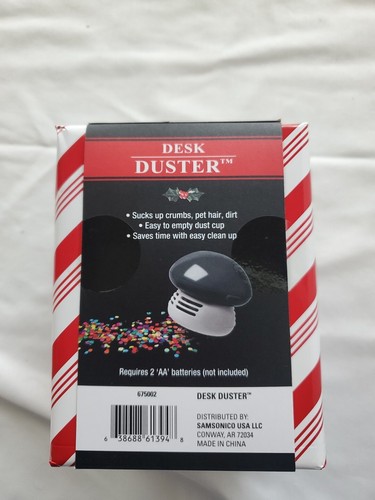 DESK
DUSTER™
• Sucks up crumbs, pet hair, dirt
• Easy to empty dust cup
• Saves time with easy clean up
Requires 2 'AA' batteries (not included)
675002
DESK DUSTER™
6 38688 61394 8
DISTRIBUTED BY:
SAMSONICO USA LLC
CONWAY, AR 72034
MADE IN CHINA